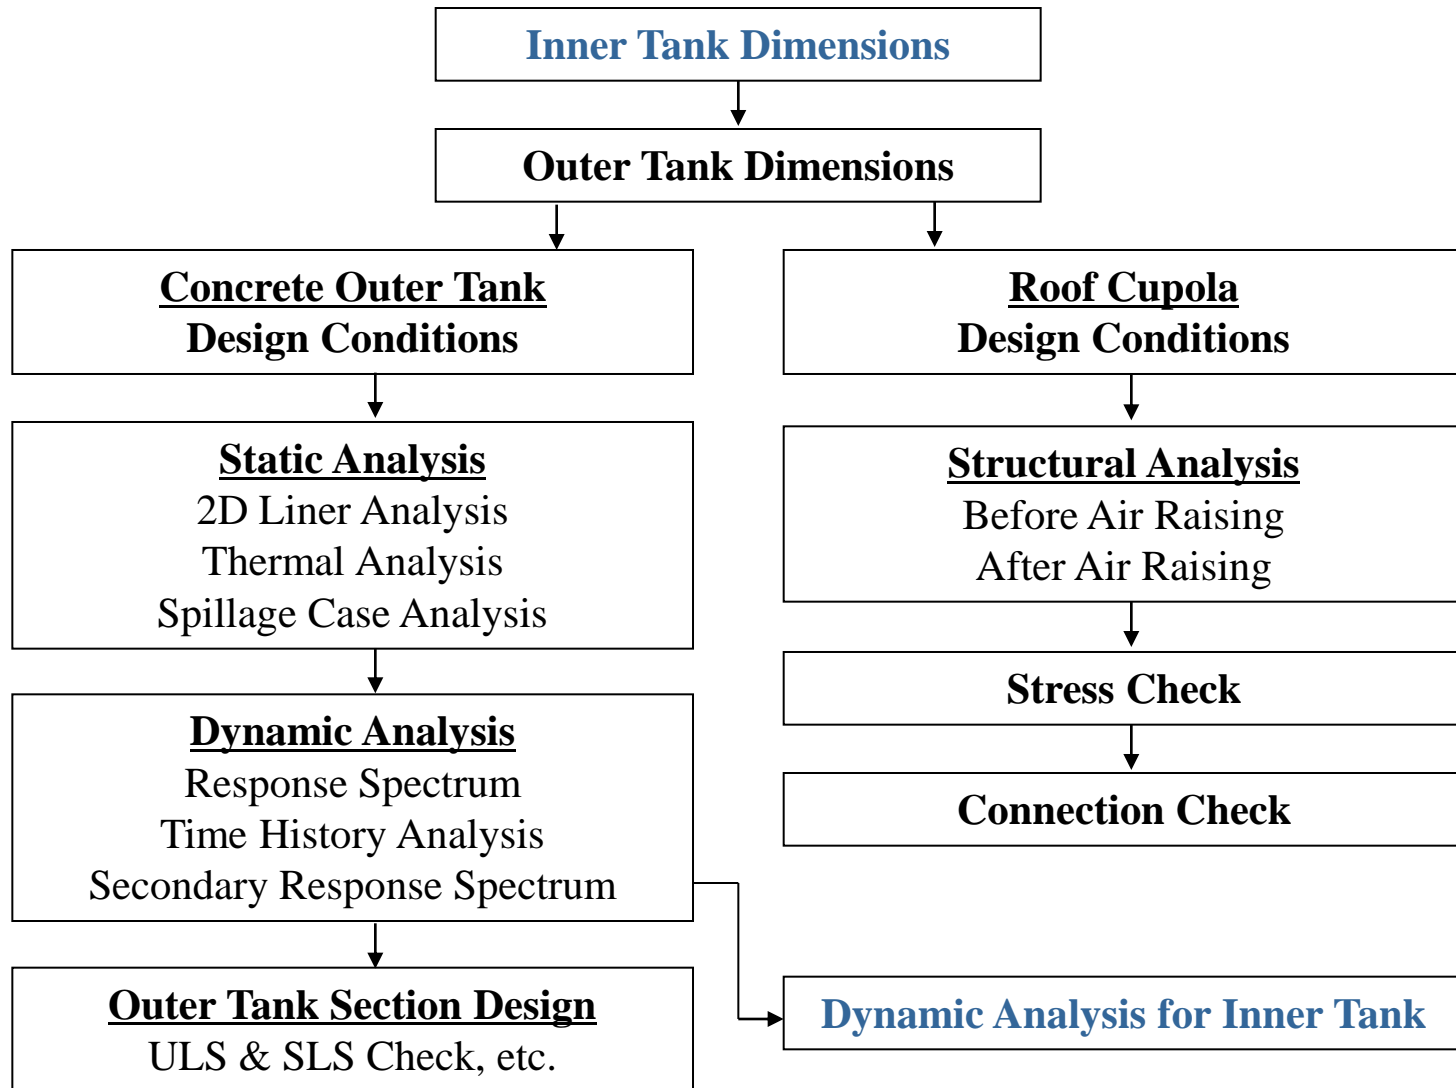 Inner Tank Dimensions
Outer Tank Dimensions
Concrete Outer Tank
Design Conditions
Static Analysis
2D Liner Analysis
Thermal Analysis
Spillage Case Analysis
Dynamic Analysis
Response Spectrum
Time History Analysis
Secondary Response Spectrum
Outer Tank Section Design
ULS & SLS Check, etc.
Roof Cupola
Design Conditions
Structural Analysis
Before Air Raising
After Air Raising
Stress Check
Connection Check
Dynamic Analysis for Inner Tank